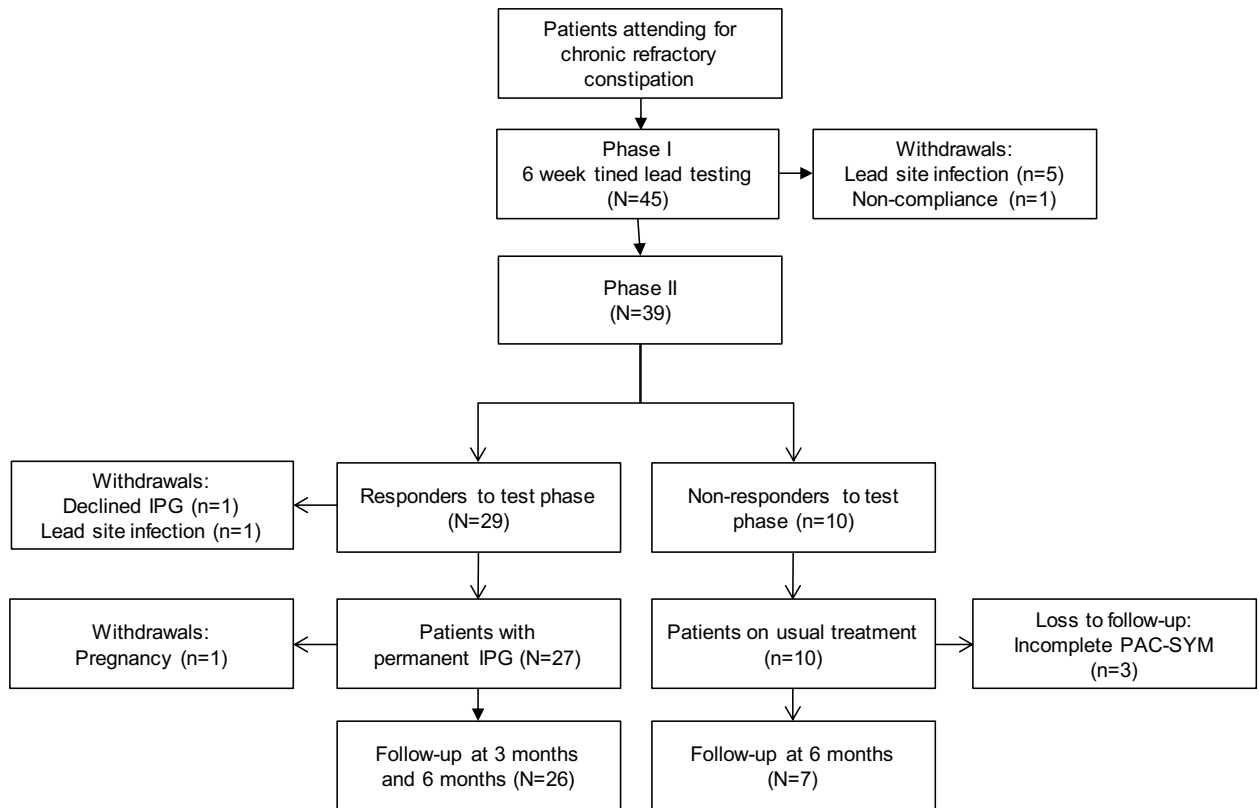 Patients attending for
chronic refractory
constipation
Phase I
6 week tined lead testing
(N=45)
Withdrawals:
Lead site infection (n=5)
Non-compliance (n=1)
Phase II
(N=39)
Withdrawals:
Declined IPG (n=1)
Lead site infection (n=1)
Responders to test phase
(N=29)
Non-responders to test
phase (n=10)
Withdrawals:
Pregnancy (n=1)
Patients with
permanent IPG (N=27)
Patients on usual treatment
(n=10)
Loss to follow-up:
Incomplete PAC-SYM
(n=3)
Follow-up at 3 months
and 6 months (N=26)
Follow-up at 6 months
(N=7)